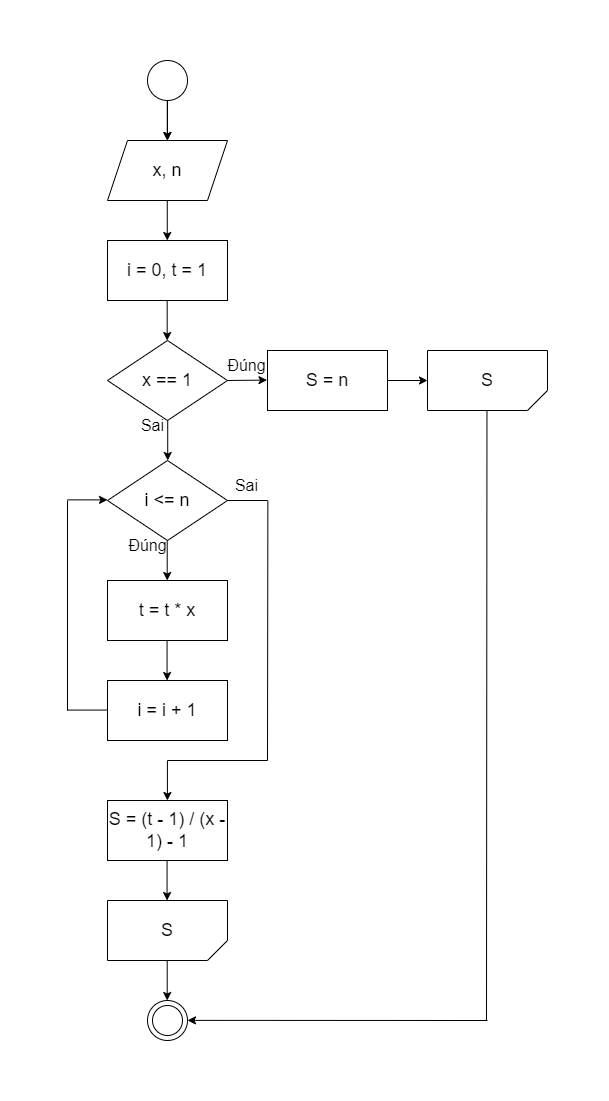 x, n
i = 0, t = 1
x == 1
Đúng
S = n
S
Sai
i <= n
Sai
Đúng
t = t * x
i = i + 1
S = (t - 1) / (x -
1) - 1
S